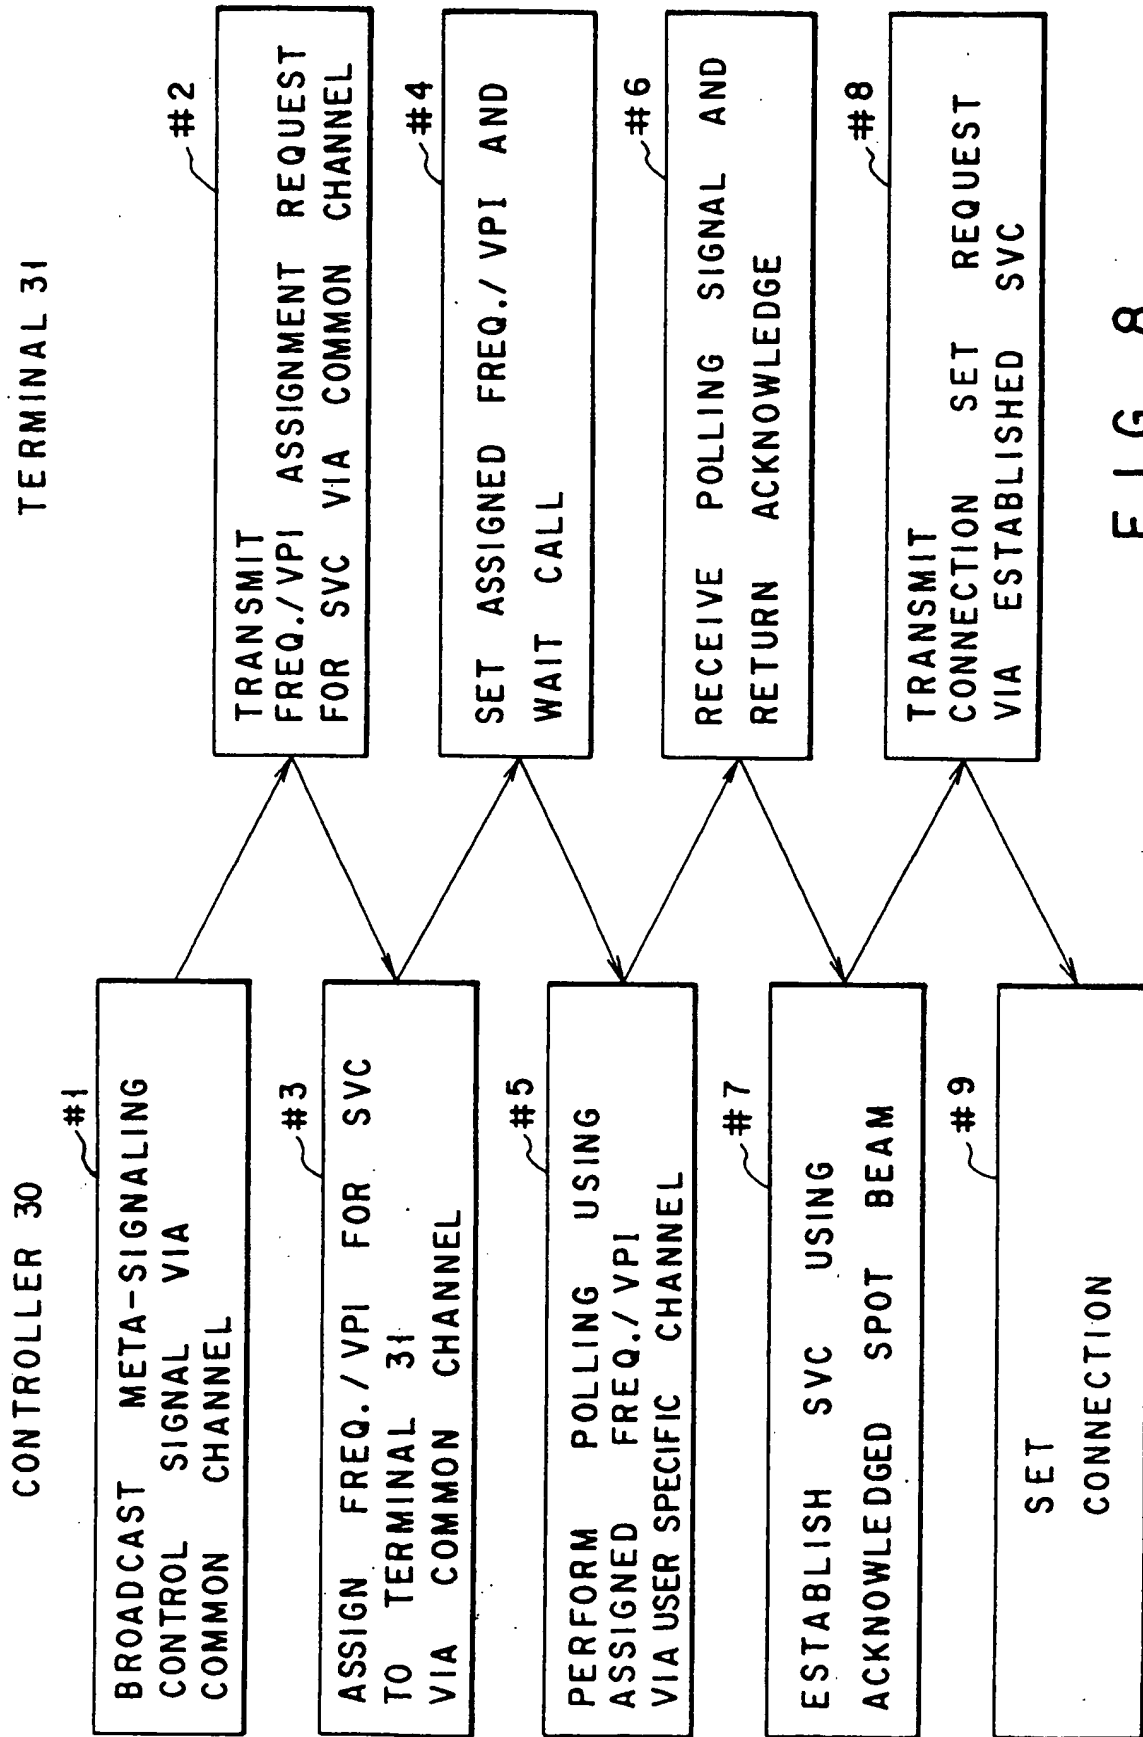 CONTROLLER 30
TERMINAL 31
#1
BROADCAST META-SIGNALING
CONTROL SIGNAL VIA
COMMON CHANNEL
#2
TRANSMIT
FREQ./VPI ASSIGNMENT REQUEST
FOR SVC VIA COMMON CHANNEL
#3
ASSIGN FREQ./VPI FOR SVC
TO TERMINAL 31
VIA COMMON CHANNEL
#4
SET ASSIGNED FREQ./VPI AND
WAIT CALL
#5
PERFORM POLLING USING
ASSIGNED FREQ./VPI
VIA USER SPECIFIC CHANNEL
#6
RECEIVE POLLING SIGNAL AND
RETURN ACKNOWLEDGE
#7
ESTABLISH SVC USING
ACKNOWLEDGED SPOT BEAM
#8
TRANSMIT
CONNECTION SET REQUEST
VIA ESTABLISHED SVC
#9
SET
CONNECTION
FIG 8